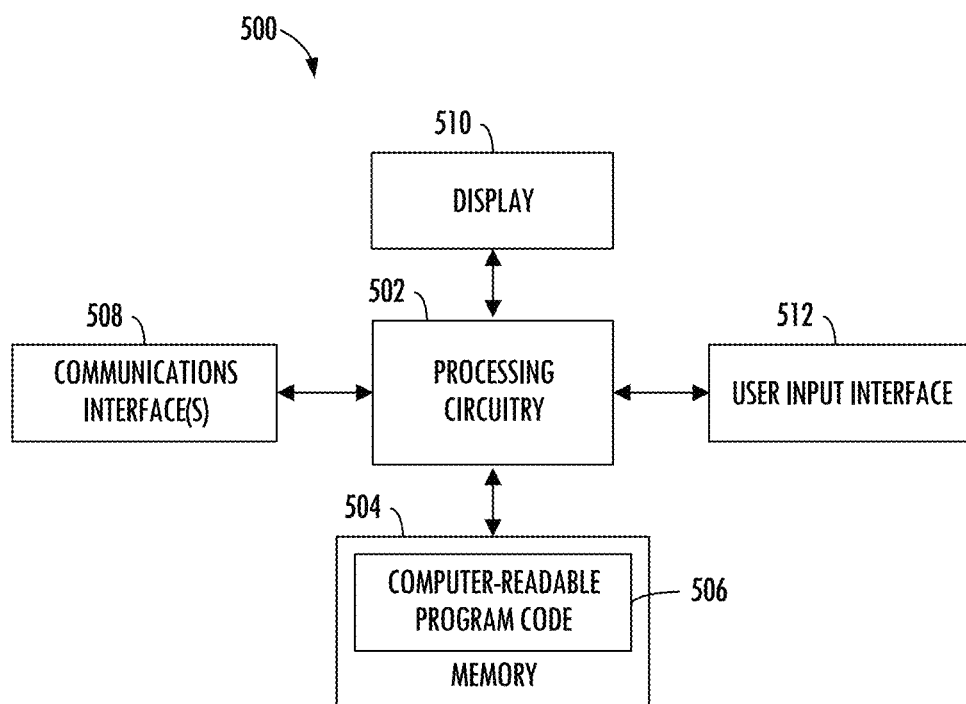 500
510
DISPLAY
502
508
512
COMMUNICATIONS
INTERFACE(S)
PROCESSING
CIRCUITRY
USER INPUT INTERFACE
504
COMPUTER-READABLE
PROGRAM CODE
506
MEMORY